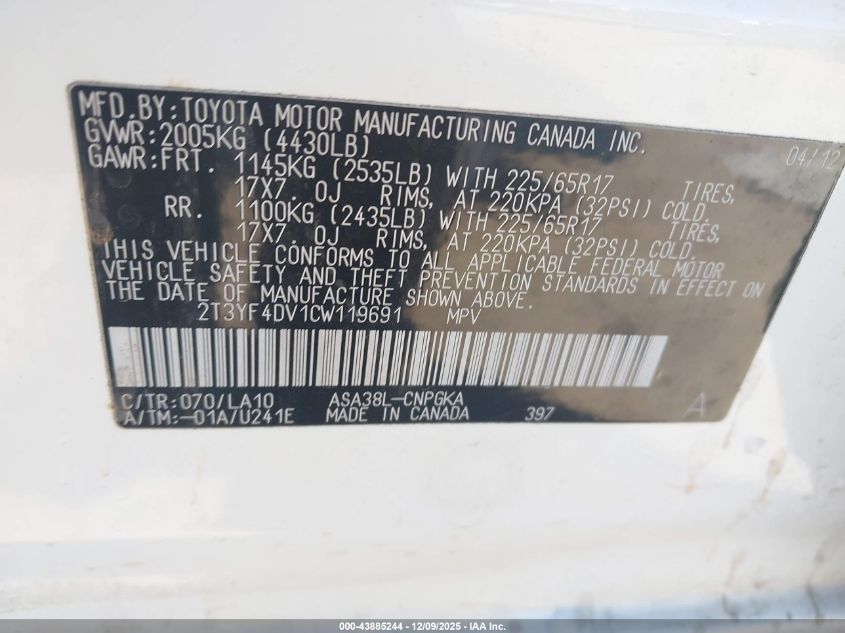 MFD.BY:TOYOTA MOTOR MANUFACTURING CANADA INC. 04/12
GVWR:2005KG (4430LB)
GAWR:FRT. 1145KG (2535LB) WITH 225/65R17 TIRES,
17X7.0J RIMS, AT 220KPA (32PSI) COLD.
RR. 1100KG (2435LB) WITH 225/65R17 TIRES,
17X7.0J RIMS, AT 220KPA (32PSI) COLD.
THIS VEHICLE CONFORMS TO ALL APPLICABLE FEDERAL MOTOR
VEHICLE SAFETY AND THEFT PREVENTION STANDARDS IN EFFECT ON
THE DATE OF MANUFACTURE SHOWN ABOVE.
2T3YF4DV1CW119691 MPV
C/TR:070/LA10 ASA38L-CNPGKA
A/TM:-01A/U241E MADE IN CANADA 397 A
000-43885244 | 12/09/2025 | IAA Inc.